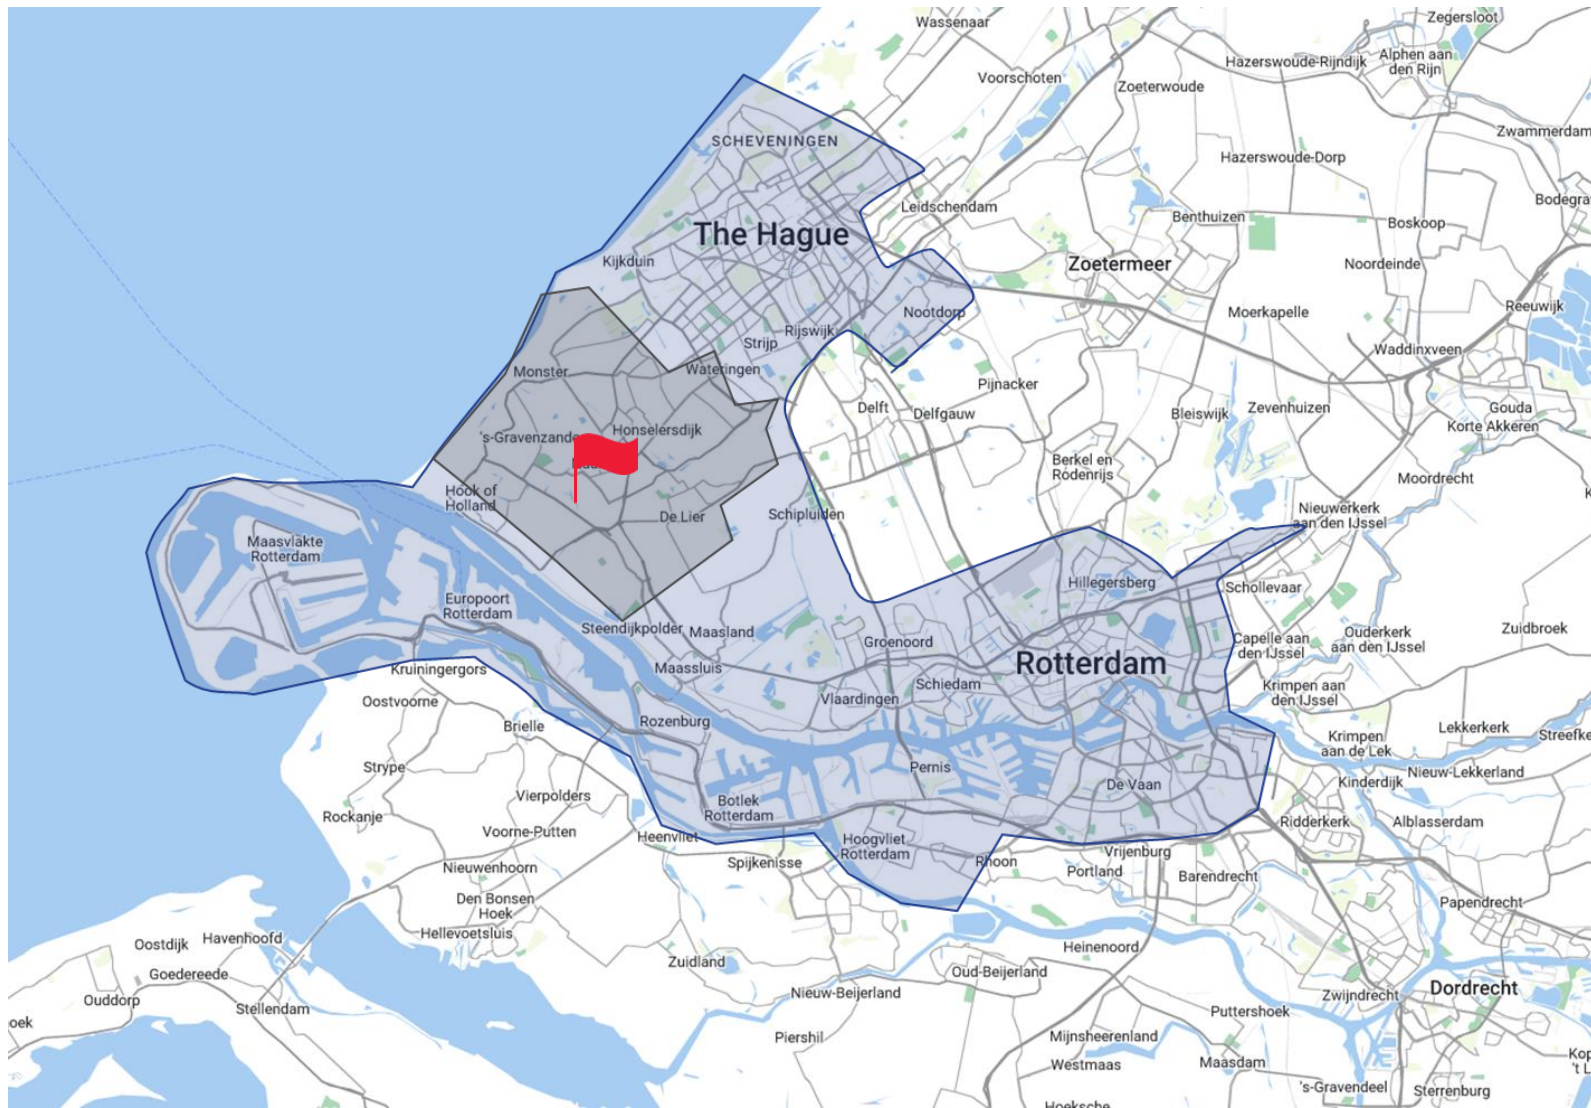 Wassenaar
Zegersloot
Voorschoten
Hazerswoude-Rijndijk
Alphen aan
den Rijn
Zoeterwoude
SCHEVENINGEN
Zwammerdam
Hazerswoude-Dorp
Leidschendam
Benthuizen
Boskoop
Bodegra
The Hague
Kijkduin
Zoetermeer
Noordeinde
Nootdorp
Moerkapelle
Reeuwijk
Rijswijk
Strijp
Waddinxveen
Monster
Wateringen
Pijnacker
Delft
Delfgauw
Bleiswijk
Zevenhuizen
Gouda
Korte Akkeren
's-Gravenzande
Honselersdijk
Berkel en
Rodenrijs
Moordrecht
Hook of
Holland
De Lier
Schipluiden
Nieuwerkerk
aan den IJssel
Maasvlakte
Rotterdam
Hillegersberg
Schollevaar
Europoort
Rotterdam
Steendijkpolder
Maasland
Groenoord
Capelle aan
den IJssel
Ouderkerk
aan den IJssel
Zuidbroek
Kruiningergors
Maassluis
Rotterdam
Schiedam
Vlaardingen
Krimpen aan
den IJssel
Oostvoorne
Brielle
Rozenburg
Lekkerkerk
Streefke
Krimpen
aan de Lek
Strype
Pernis
Nieuw-Lekkerland
Kinderdijk
De Vaan
Vierpolders
Botlek
Rotterdam
Rockanje
Voorne-Putten
Heenvliet
Hoogvliet
Rotterdam
Ridderkerk
Alblasserdam
Nieuwenhoorn
Spijkenisse
Rhoon
Vrijenburg
Portland
Barendrecht
Den Bonsen
Hoek
Papendrecht
Hellevoetsluis
Oostdijk
Havenhoofd
Heinenoord
Zuidland
Goedereede
Oud-Beijerland
Ouddorp
Stellendam
Nieuw-Beijerland
Zwijndrecht
Dordrecht
Puttershoek
oek
Piershil
Mijnsheerenland
Westmaas
Maasdam
Kop
't L
's-Gravendeel
Sterrenburg
Hoeksche